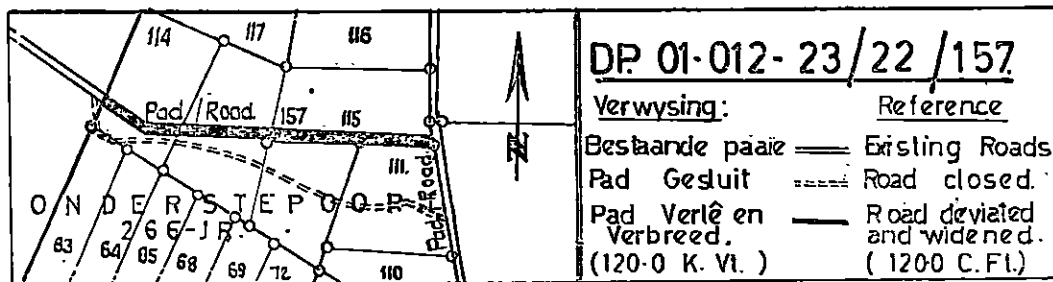 114 117 116
Pad/Road 157 115
111.
Pad/Road
ONDERSTEPOORT
266-JR.
63 64 65 68 69 72 110
N
DP. 01-012-23/22/157.
Verwysing: Reference
Bestaande paaie Existing Roads
Pad Gesluit Road closed.
Pad Verlê en Road deviated
Verbreed. and widened.
(120·0 K. Vt.) (120·0 C.Ft.)